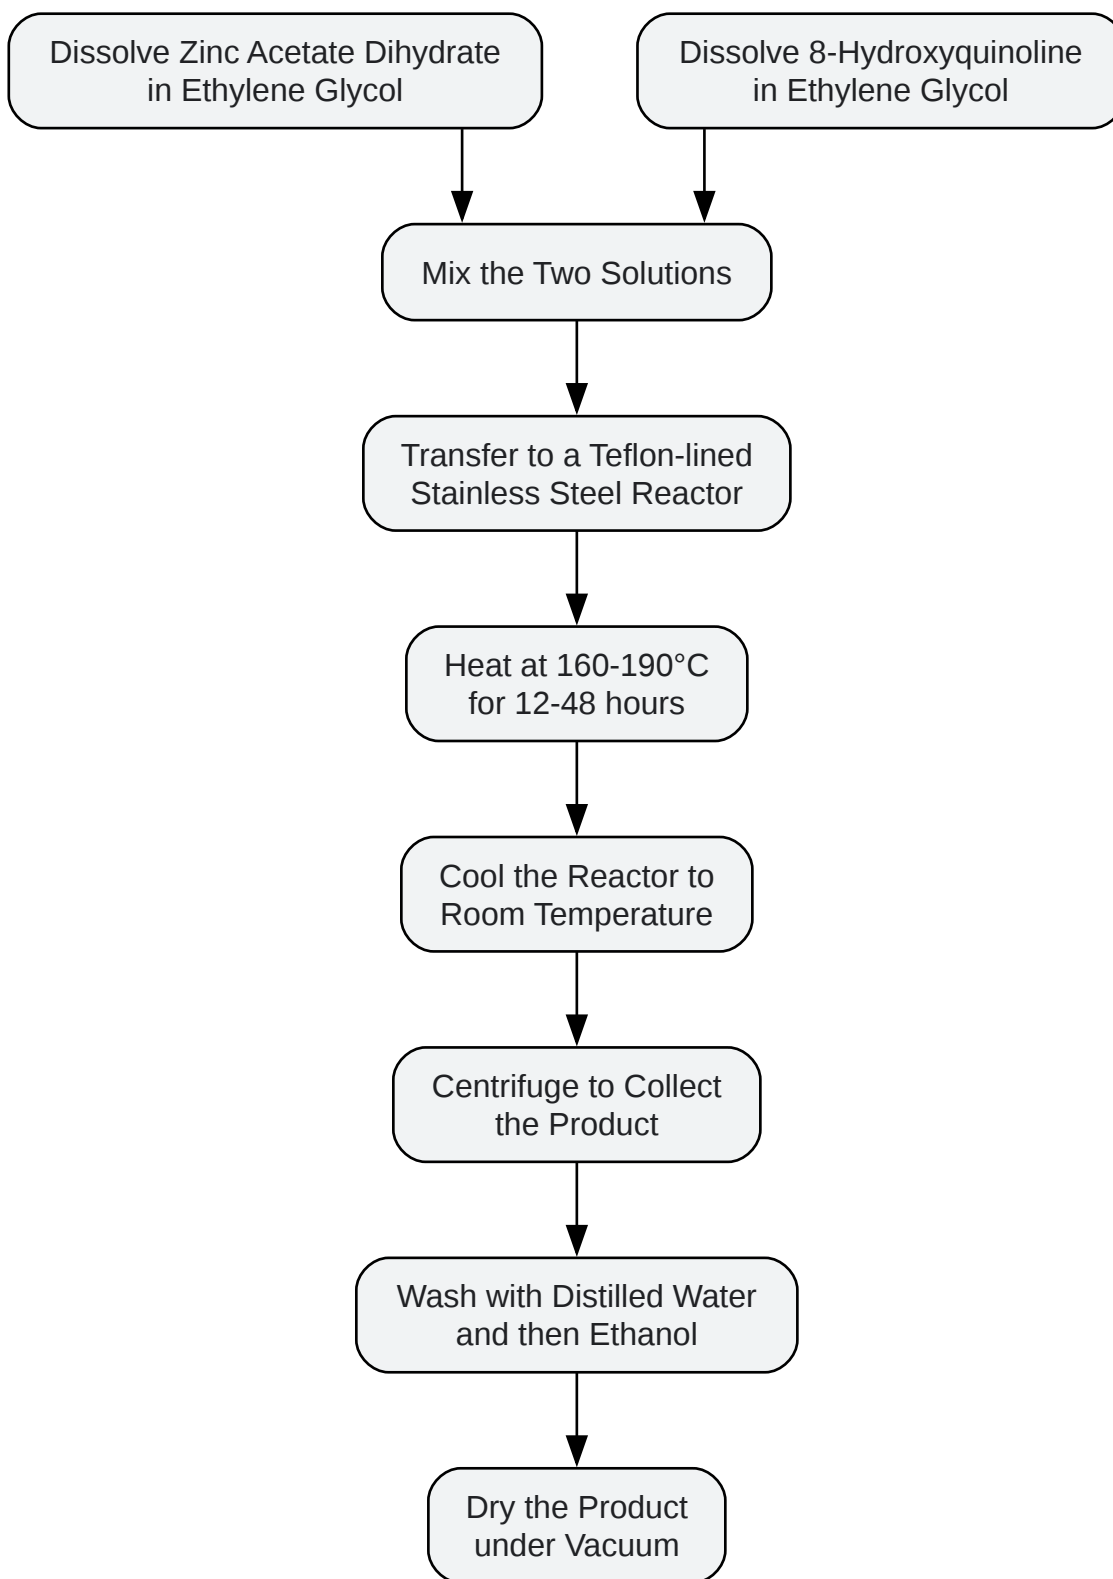 Dissolve Zinc Acetate Dihydrate
in Ethylene Glycol
Dissolve 8-Hydroxyquinoline
in Ethylene Glycol
Mix the Two Solutions
Transfer to a Teflon-lined
Stainless Steel Reactor
Heat at 160-190°C
for 12-48 hours
Cool the Reactor to
Room Temperature
Centrifuge to Collect
the Product
Wash with Distilled Water
and then Ethanol
Dry the Product
under Vacuum